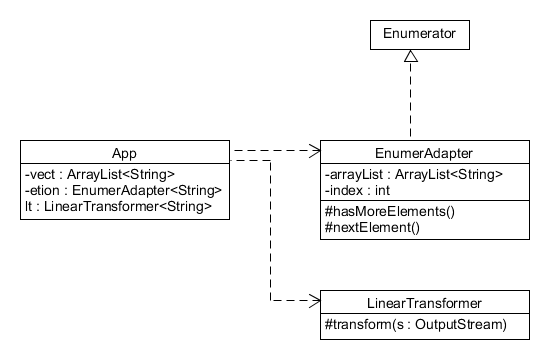 Enumerator
App
-vect : ArrayList<String>
-etion : EnumerAdapter<String>
lt : LinearTransformer<String>
EnumerAdapter
-arrayList : ArrayList<String>
-index : int
#hasMoreElements()
#nextElement()
LinearTransformer
#transform(s : OutputStream)